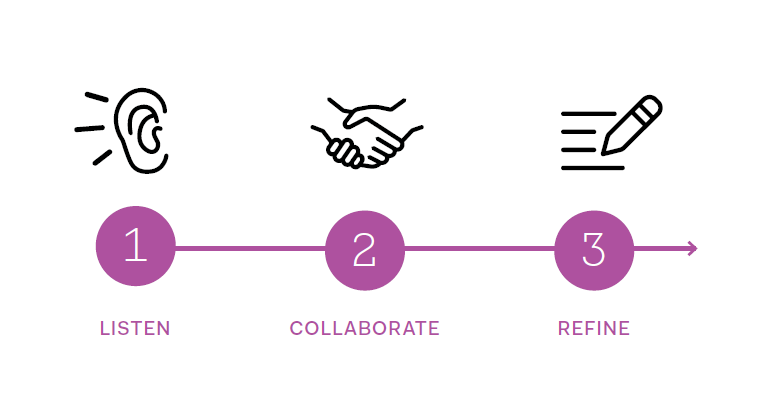 1 2 3
LISTEN COLLABORATE REFINE